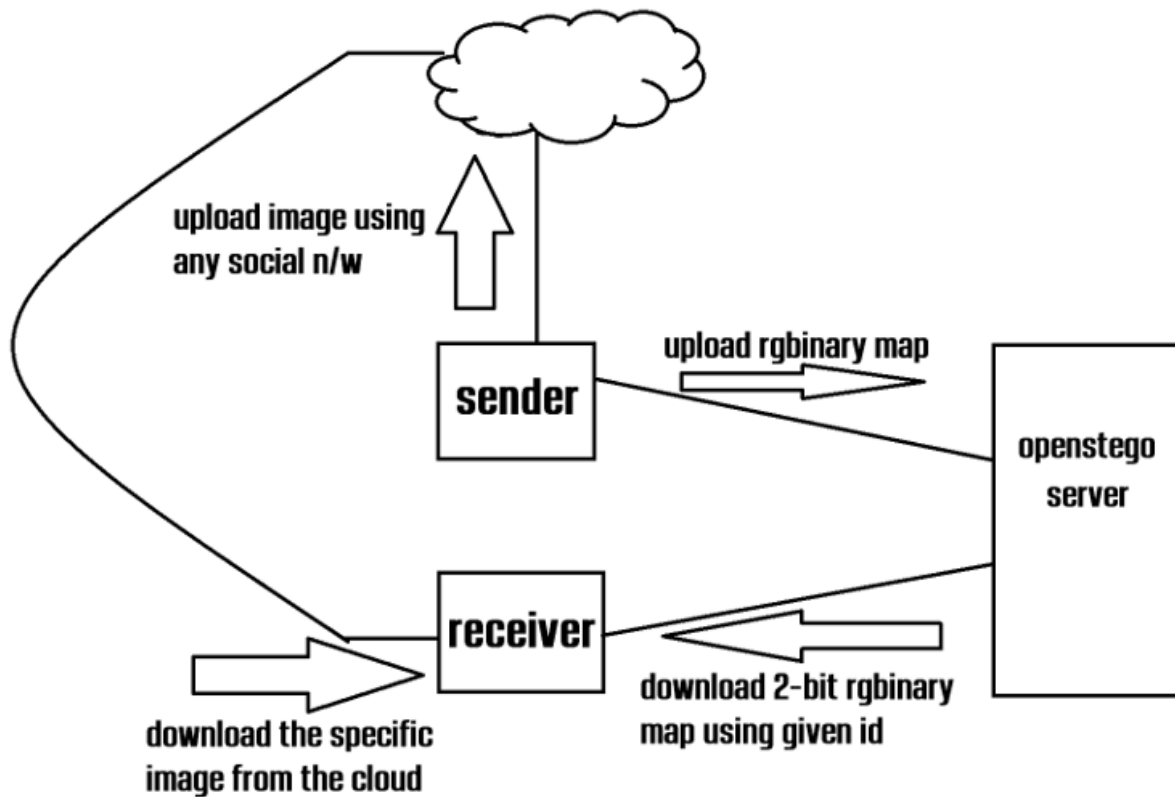 upload image using
any social n/w
sender
upload rgbinary map
openstego
server
receiver
download the specific
image from the cloud
download 2-bit rgbinary
map using given id